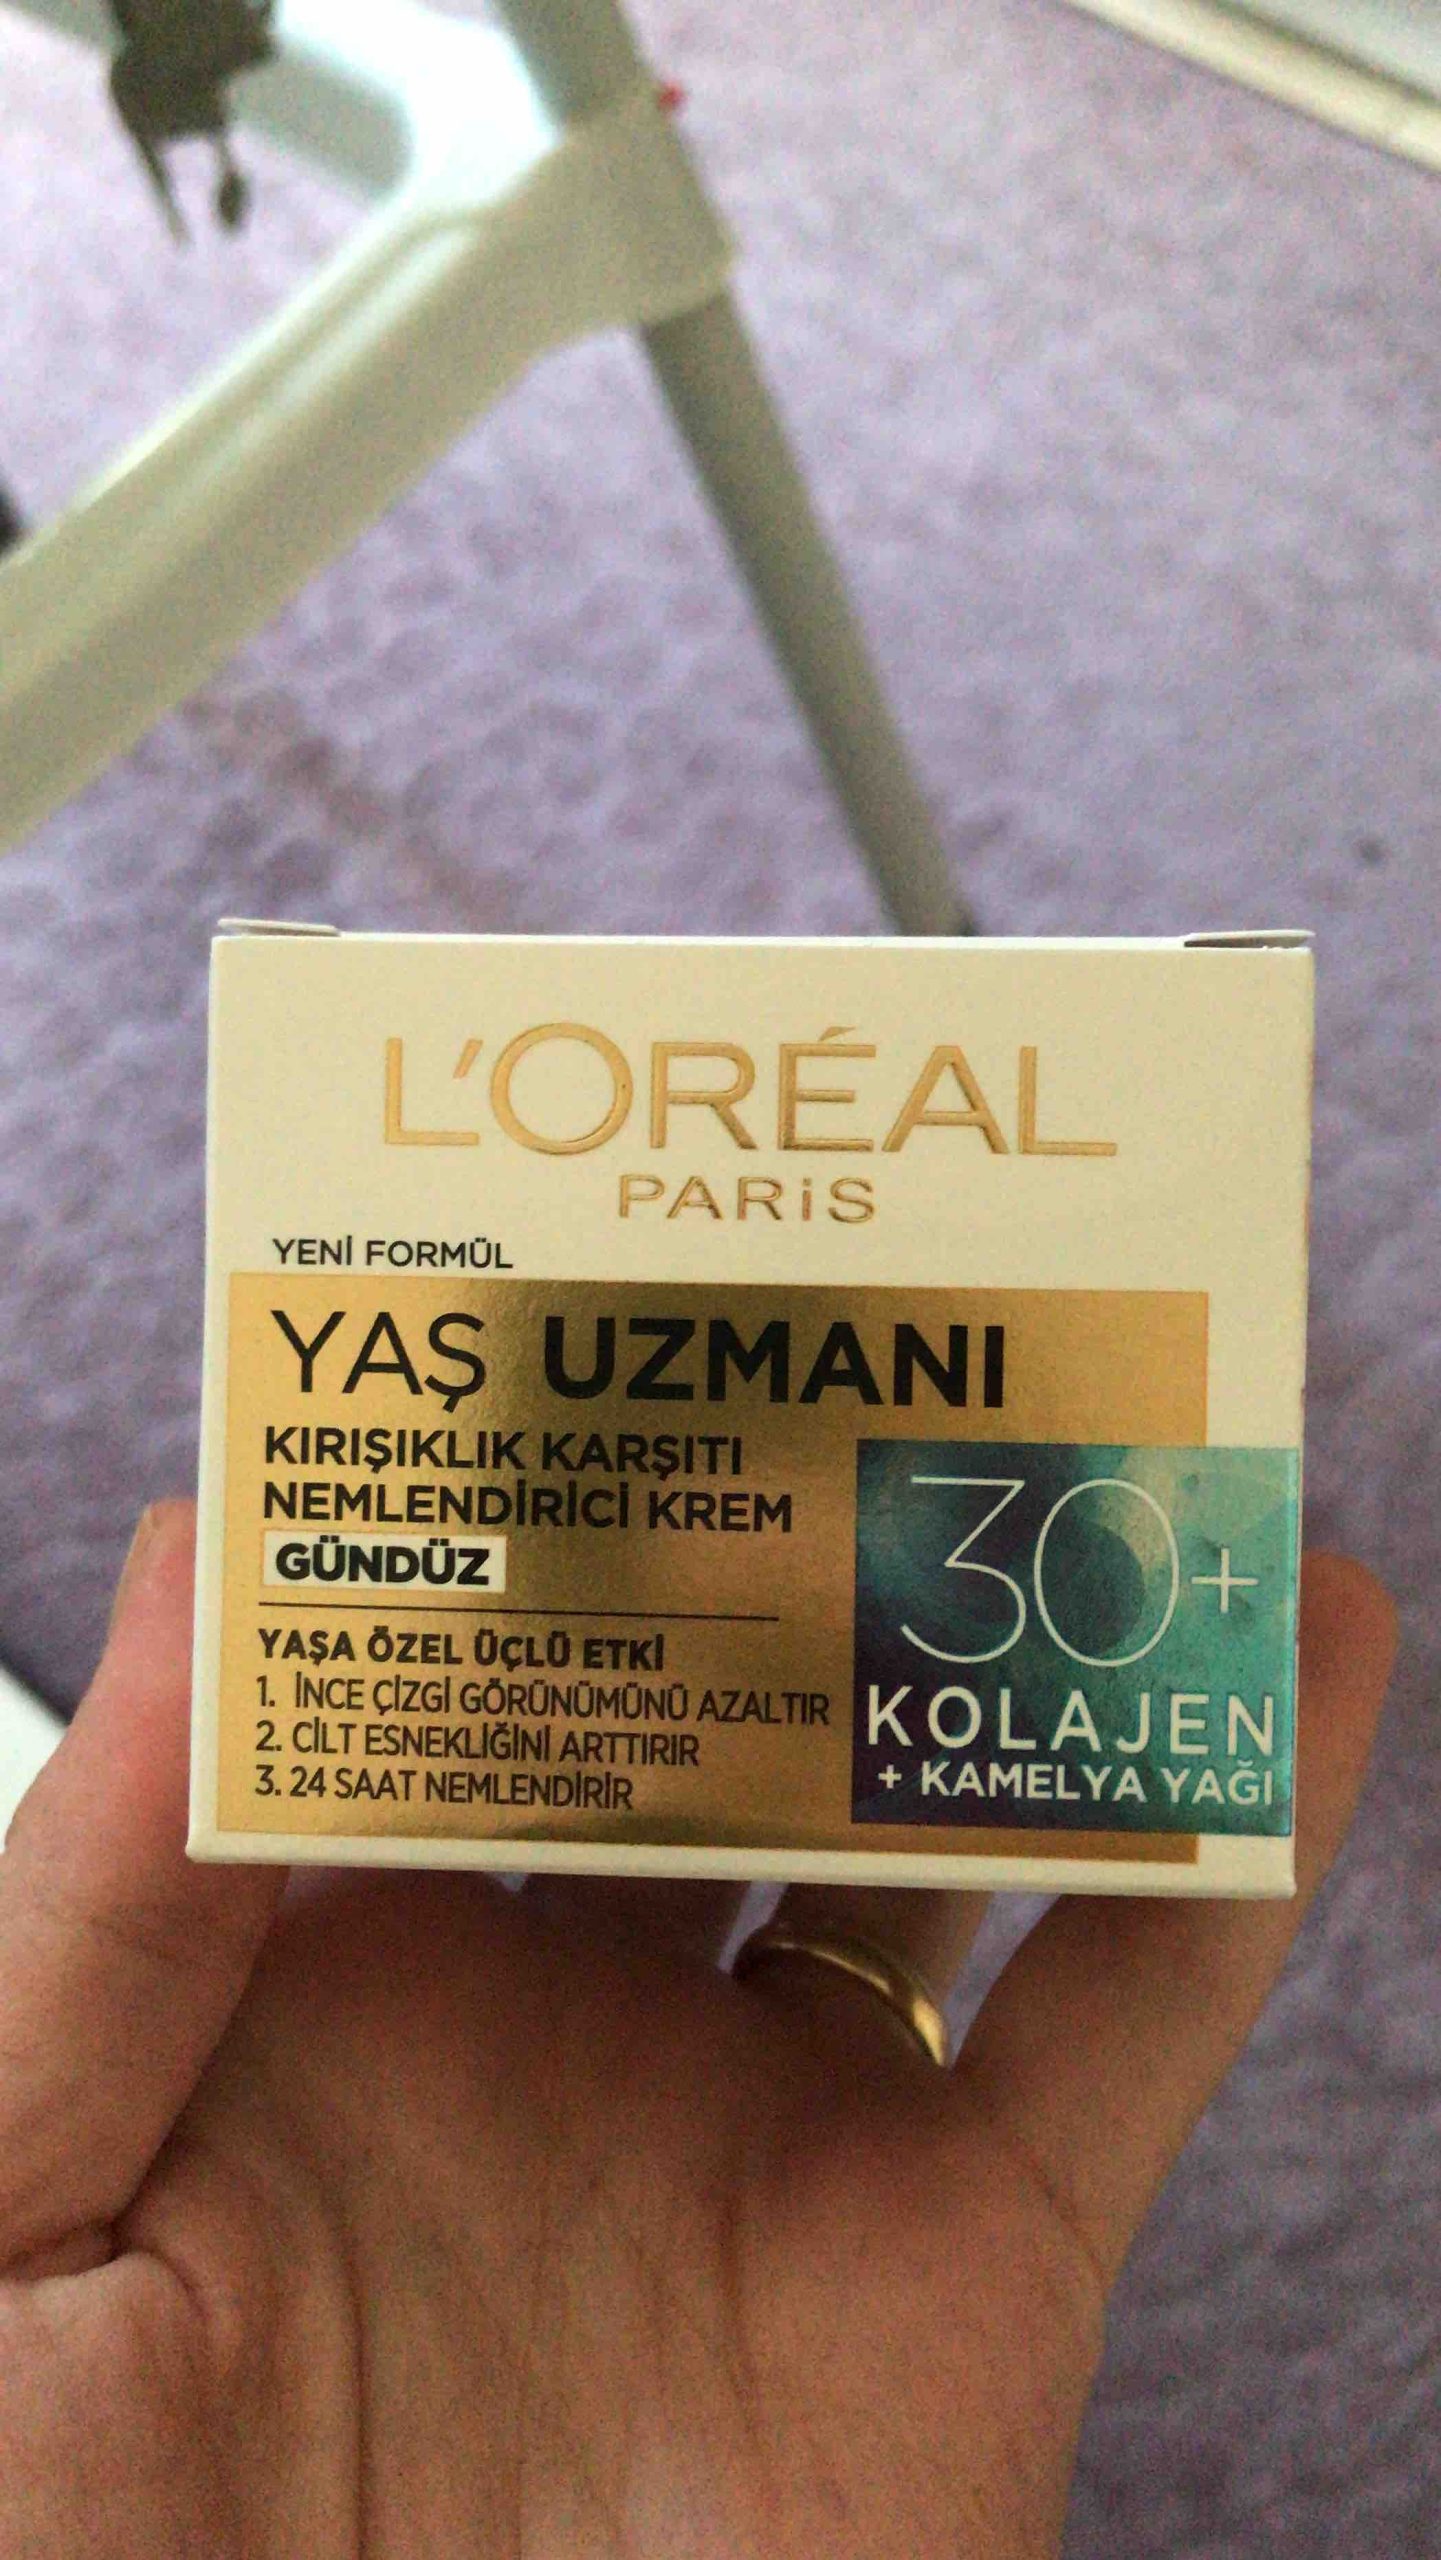 L'ORÉAL
PARiS
YENİ FORMÜL
YAŞ UZMANI
KIRIŞIKLIK KARŞITI
NEMLENDİRİCİ KREM
GÜNDÜZ
YAŞA ÖZEL ÜÇLÜ ETKİ
1. İNCE ÇİZGİ GÖRÜNÜMÜNÜ AZALTIR
2. CİLT ESNEKLİĞİNİ ARTTIRIR
3. 24 SAAT NEMLENDİRİR
30+
KOLAJEN
+ KAMELYA YAĞI